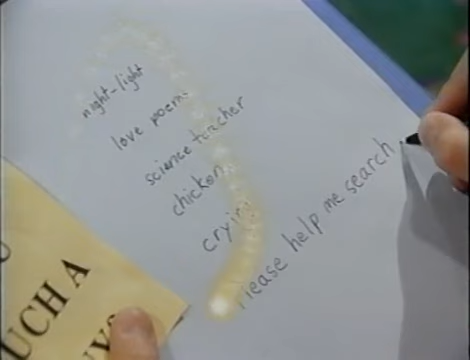 night-light
love poems
science teacher
chicken
crying
Please help me search
UCH A